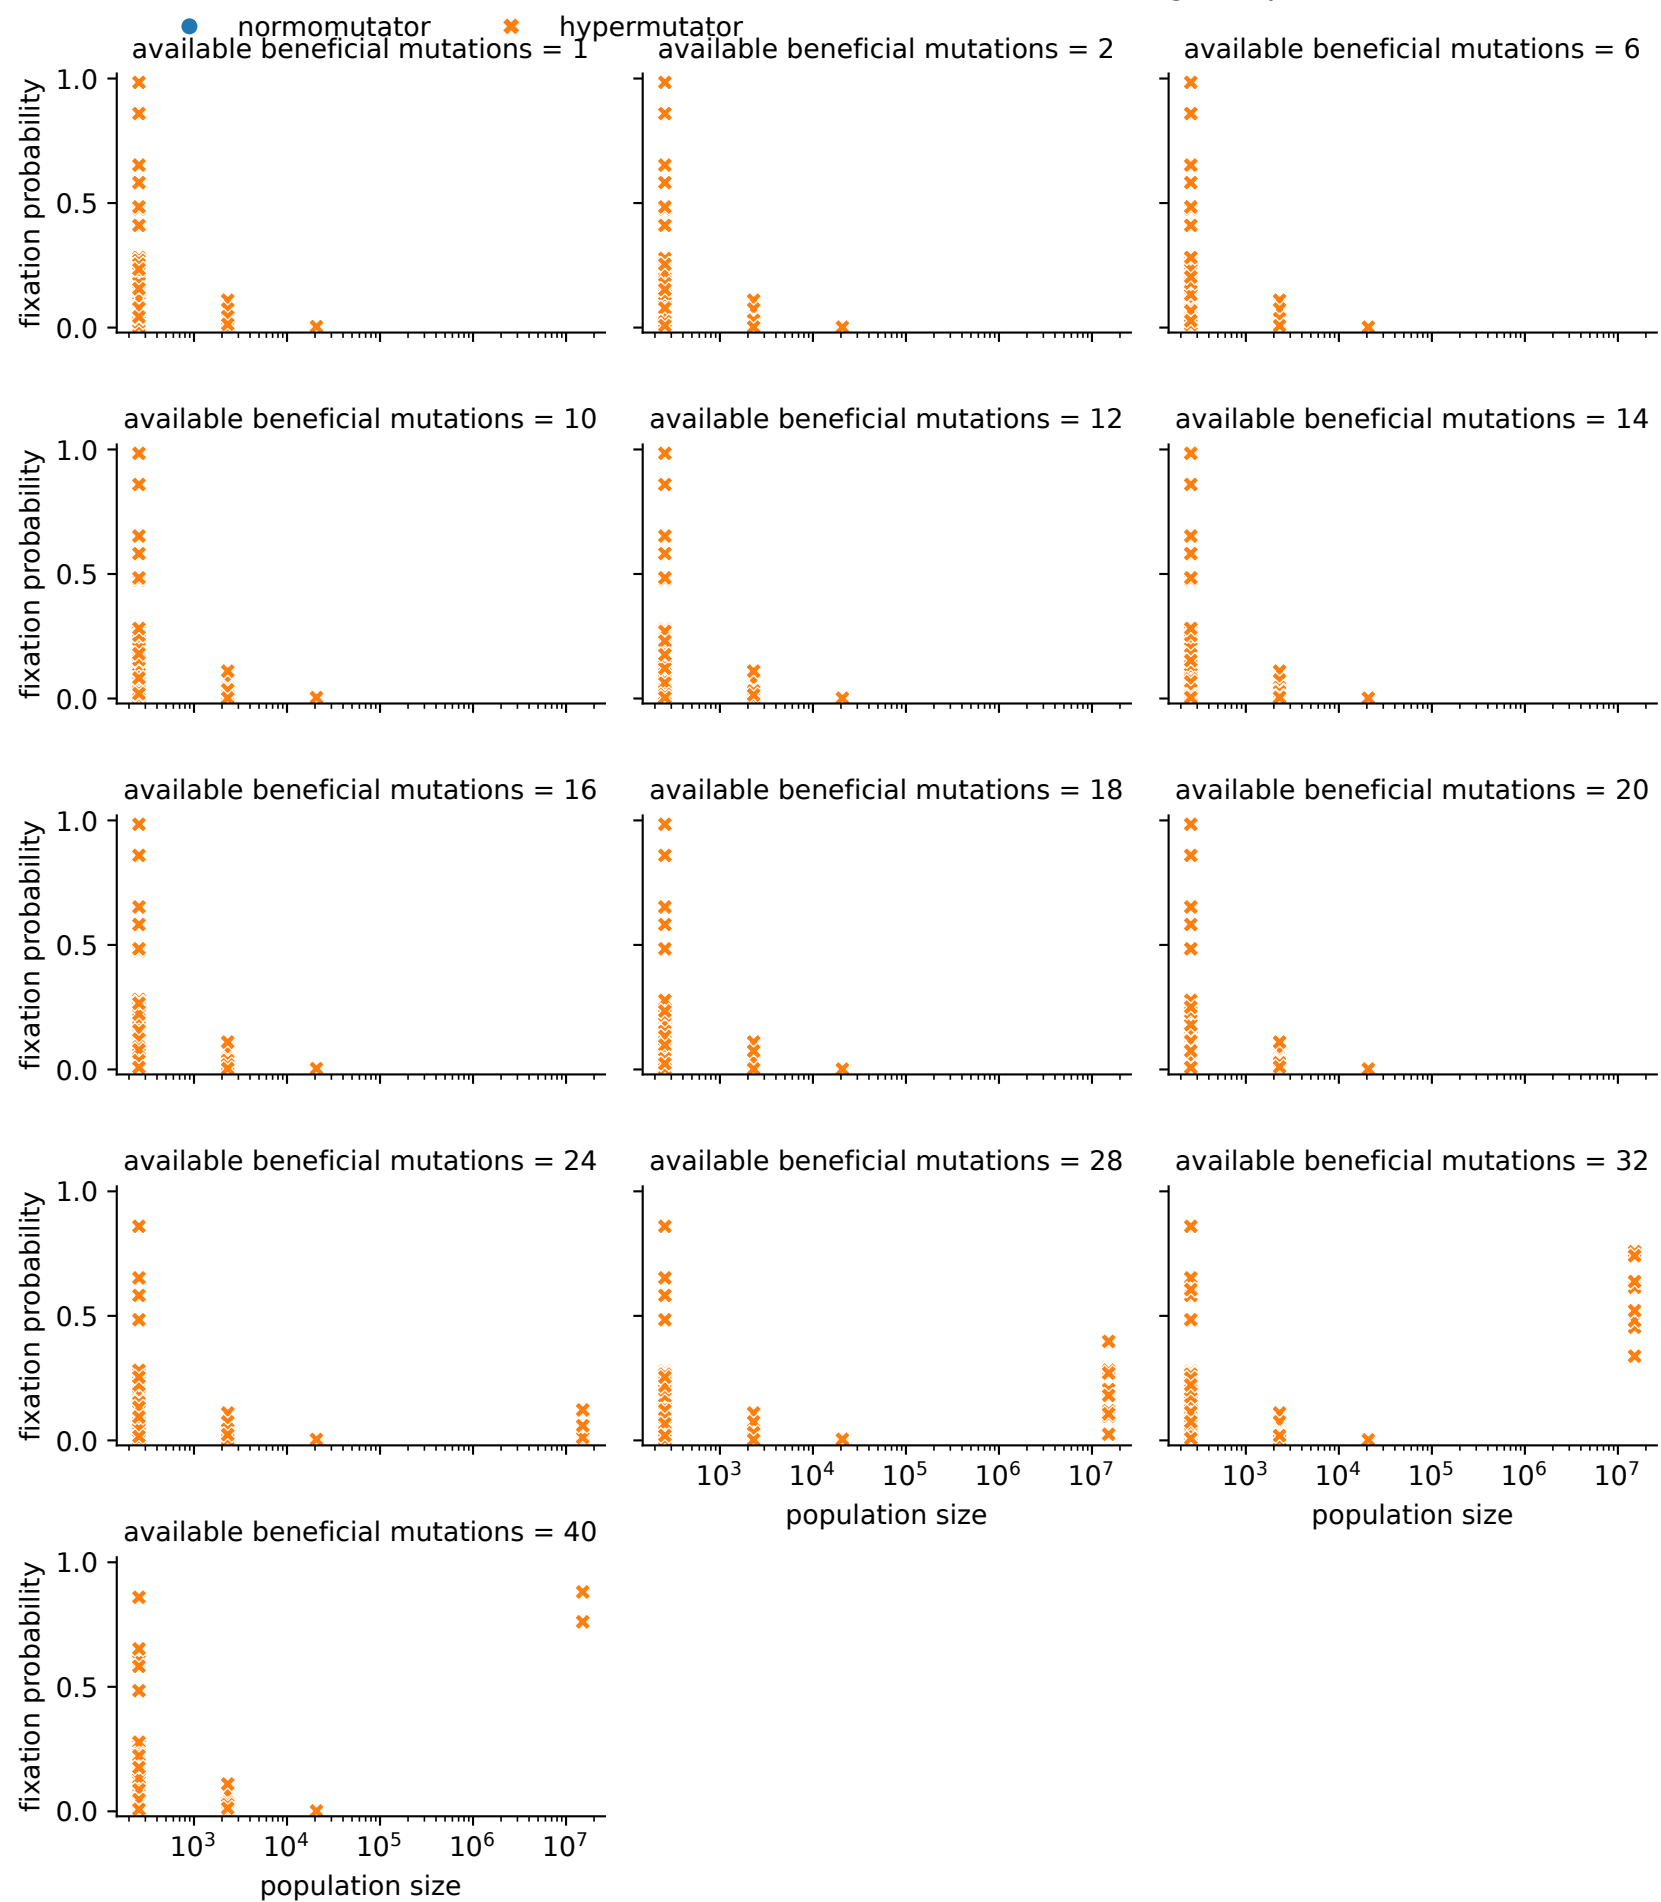 normomutator hypermutator
available beneficial mutations = 1 available beneficial mutations = 2 available beneficial mutations = 6
1.0
0.5
0.0
fixation probability
available beneficial mutations = 10 available beneficial mutations = 12 available beneficial mutations = 14
1.0
0.5
0.0
fixation probability
available beneficial mutations = 16 available beneficial mutations = 18 available beneficial mutations = 20
1.0
0.5
0.0
fixation probability
available beneficial mutations = 24 available beneficial mutations = 28 available beneficial mutations = 32
1.0
0.5
0.0
fixation probability
10³ 10⁴ 10⁵ 10⁶ 10⁷ 10³ 10⁴ 10⁵ 10⁶ 10⁷
population size population size
available beneficial mutations = 40
1.0
0.5
0.0
fixation probability
10³ 10⁴ 10⁵ 10⁶ 10⁷
population size